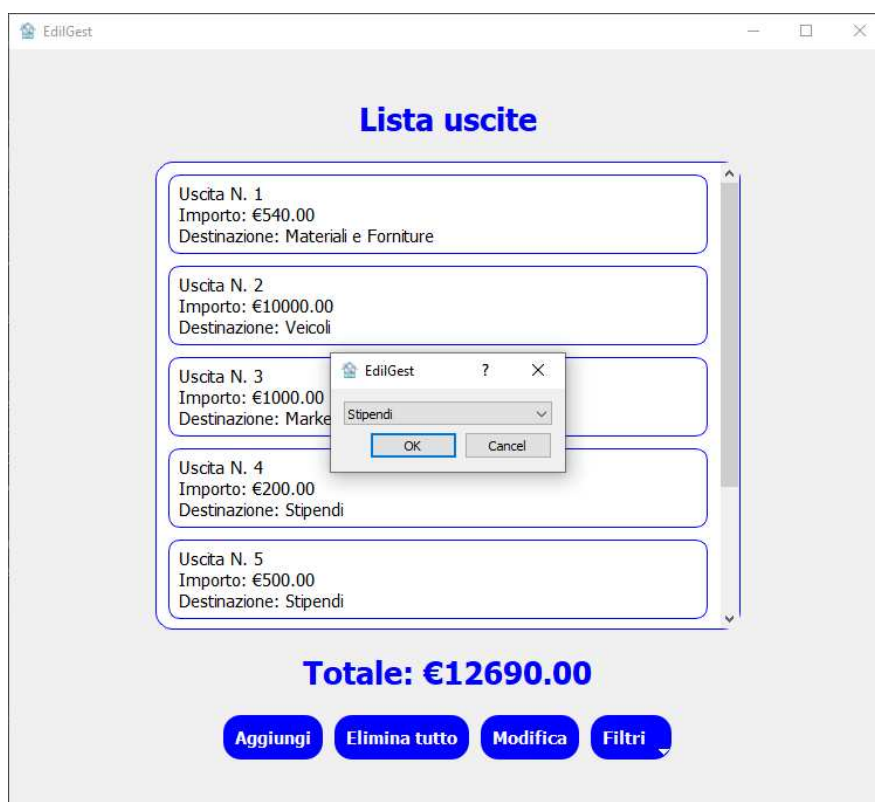 EdilGest
Lista uscite
Uscita N. 1
Importo: €540.00
Destinazione: Materiali e Forniture
Uscita N. 2
Importo: €10000.00
Destinazione: Veicoli
Uscita N. 3
Importo: €1000.00
Destinazione: Marke
EdilGest ?
Stipendi
OK Cancel
Uscita N. 4
Importo: €200.00
Destinazione: Stipendi
Uscita N. 5
Importo: €500.00
Destinazione: Stipendi
Totale: €12690.00
Aggiungi Elimina tutto Modifica Filtri